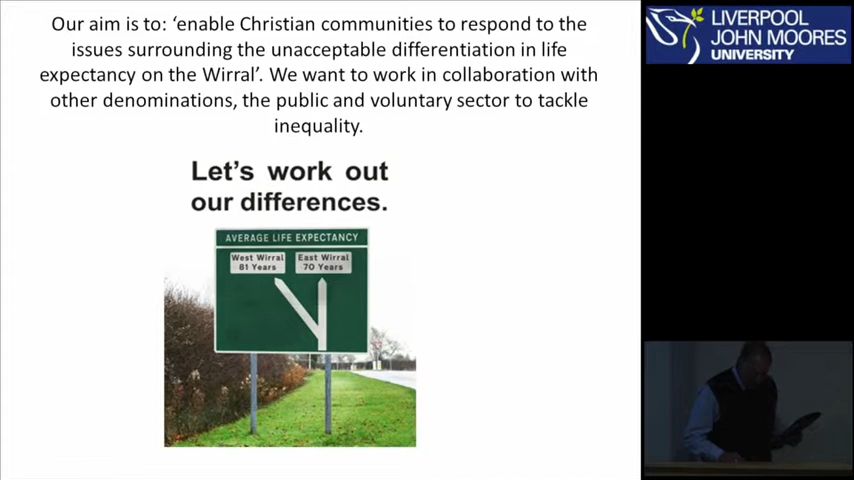 Our aim is to: ‘enable Christian communities to respond to the
issues surrounding the unacceptable differentiation in life
expectancy on the Wirral’. We want to work in collaboration with
other denominations, the public and voluntary sector to tackle
inequality.
Let’s work out
our differences.
AVERAGE LIFE EXPECTANCY
West Wirral
81 Years
East Wirral
70 Years
LIVERPOOL
JOHN MOORES
UNIVERSITY